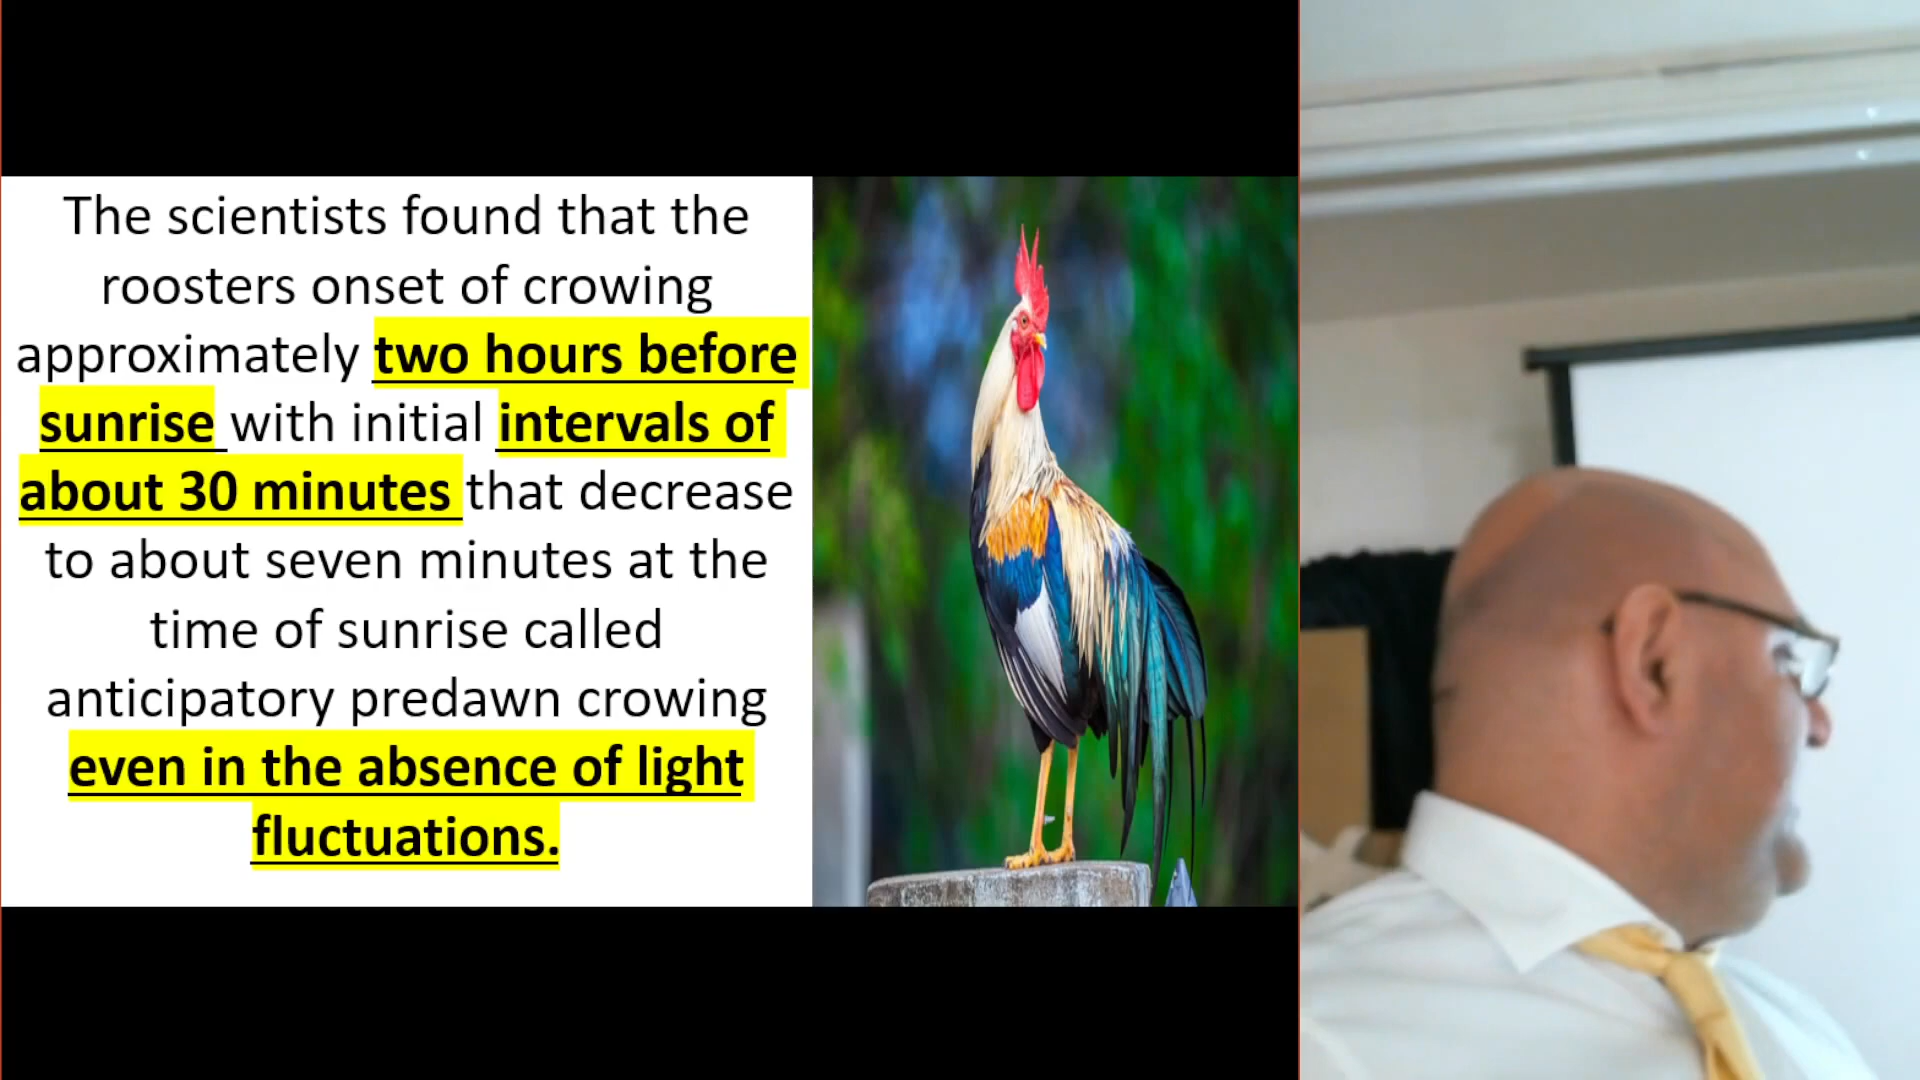 The scientists found that the
roosters onset of crowing
approximately two hours before
sunrise with initial intervals of
about 30 minutes that decrease
to about seven minutes at the
time of sunrise called
anticipatory predawn crowing
even in the absence of light
fluctuations.